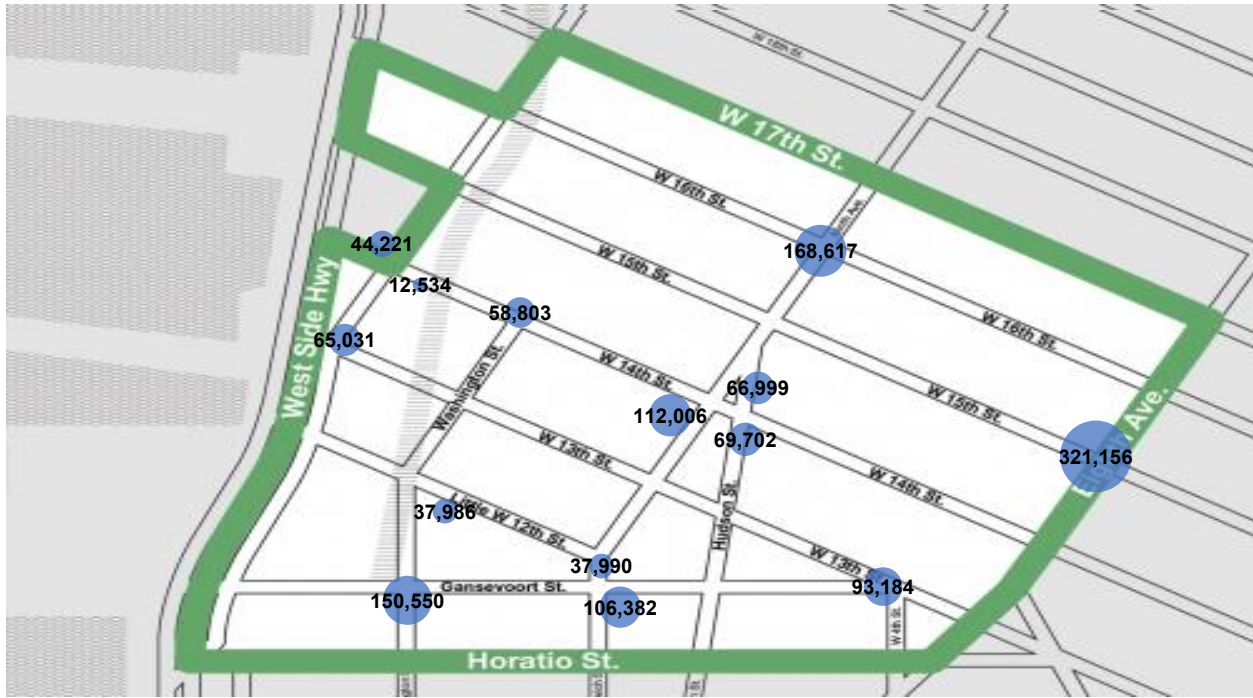 W 18th St.
W 17th St.
W 16th St.
44,221
168,617
12,534
W 15th St.
West Side Hwy
58,803
W 16th St.
65,031
Washington St.
W 14th St.
66,999
112,006
W 15th St.
Eighth Ave.
69,702
W 13th St.
321,156
W 14th St.
37,986
Little W 12th St.
Hudson St.
37,990
W 13th St.
93,184
Gansevoort St.
150,550
106,382
W 4th St.
Horatio St.